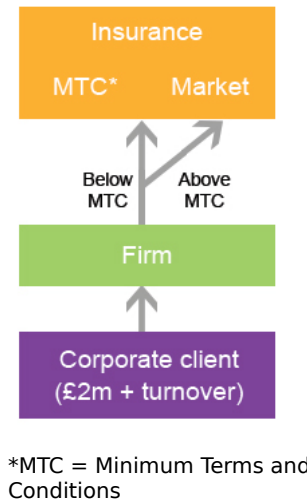 Insurance
MTC* Market
Below Above
MTC MTC
Firm
Corporate client
(£2m + turnover)
*MTC = Minimum Terms and
Conditions